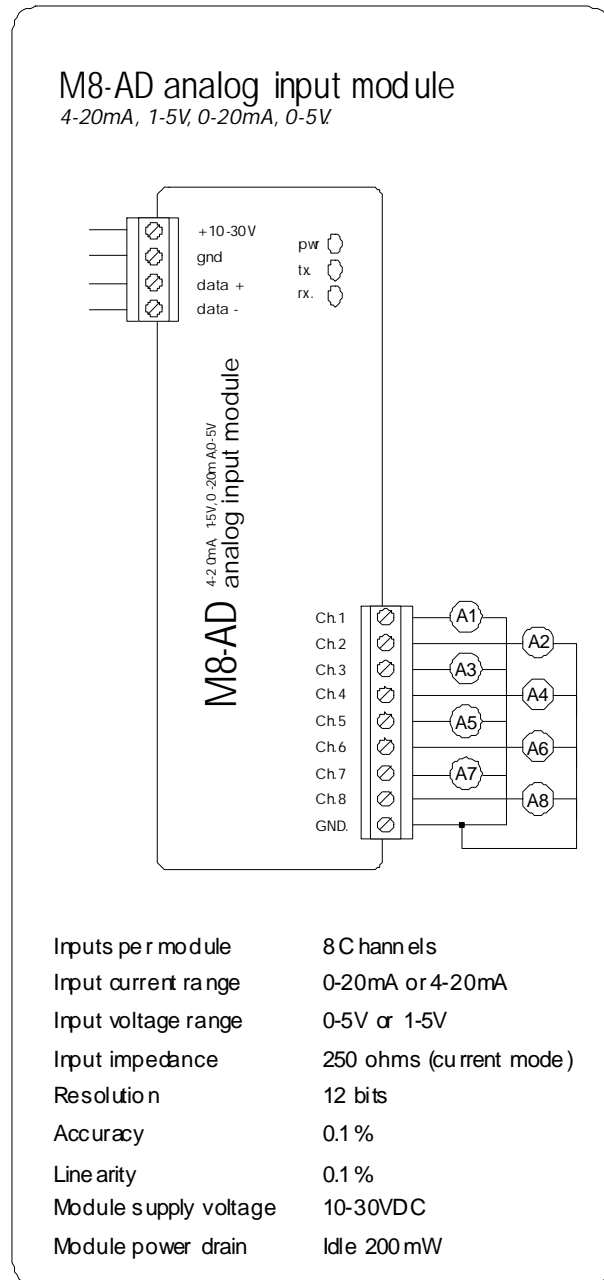 M8-AD analog input module
4-20mA, 1-5V, 0-20mA, 0-5V.
+10-30V
gnd
data +
data -
pwr
tx.
rx.
M8-AD
4-20mA 1-5V,0-20mA,0-5V
analog input module
Ch.1
Ch.2
Ch.3
Ch.4
Ch.5
Ch.6
Ch.7
Ch.8
GND.
A1
A2
A3
A4
A5
A6
A7
A8
Inputs per module 8 Channels
Input current range 0-20mA or 4-20mA
Input voltage range 0-5V or 1-5V
Input impedance 250 ohms (current mode)
Resolution 12 bits
Accuracy 0.1%
Linearity 0.1%
Module supply voltage 10-30VDC
Module power drain Idle 200mW